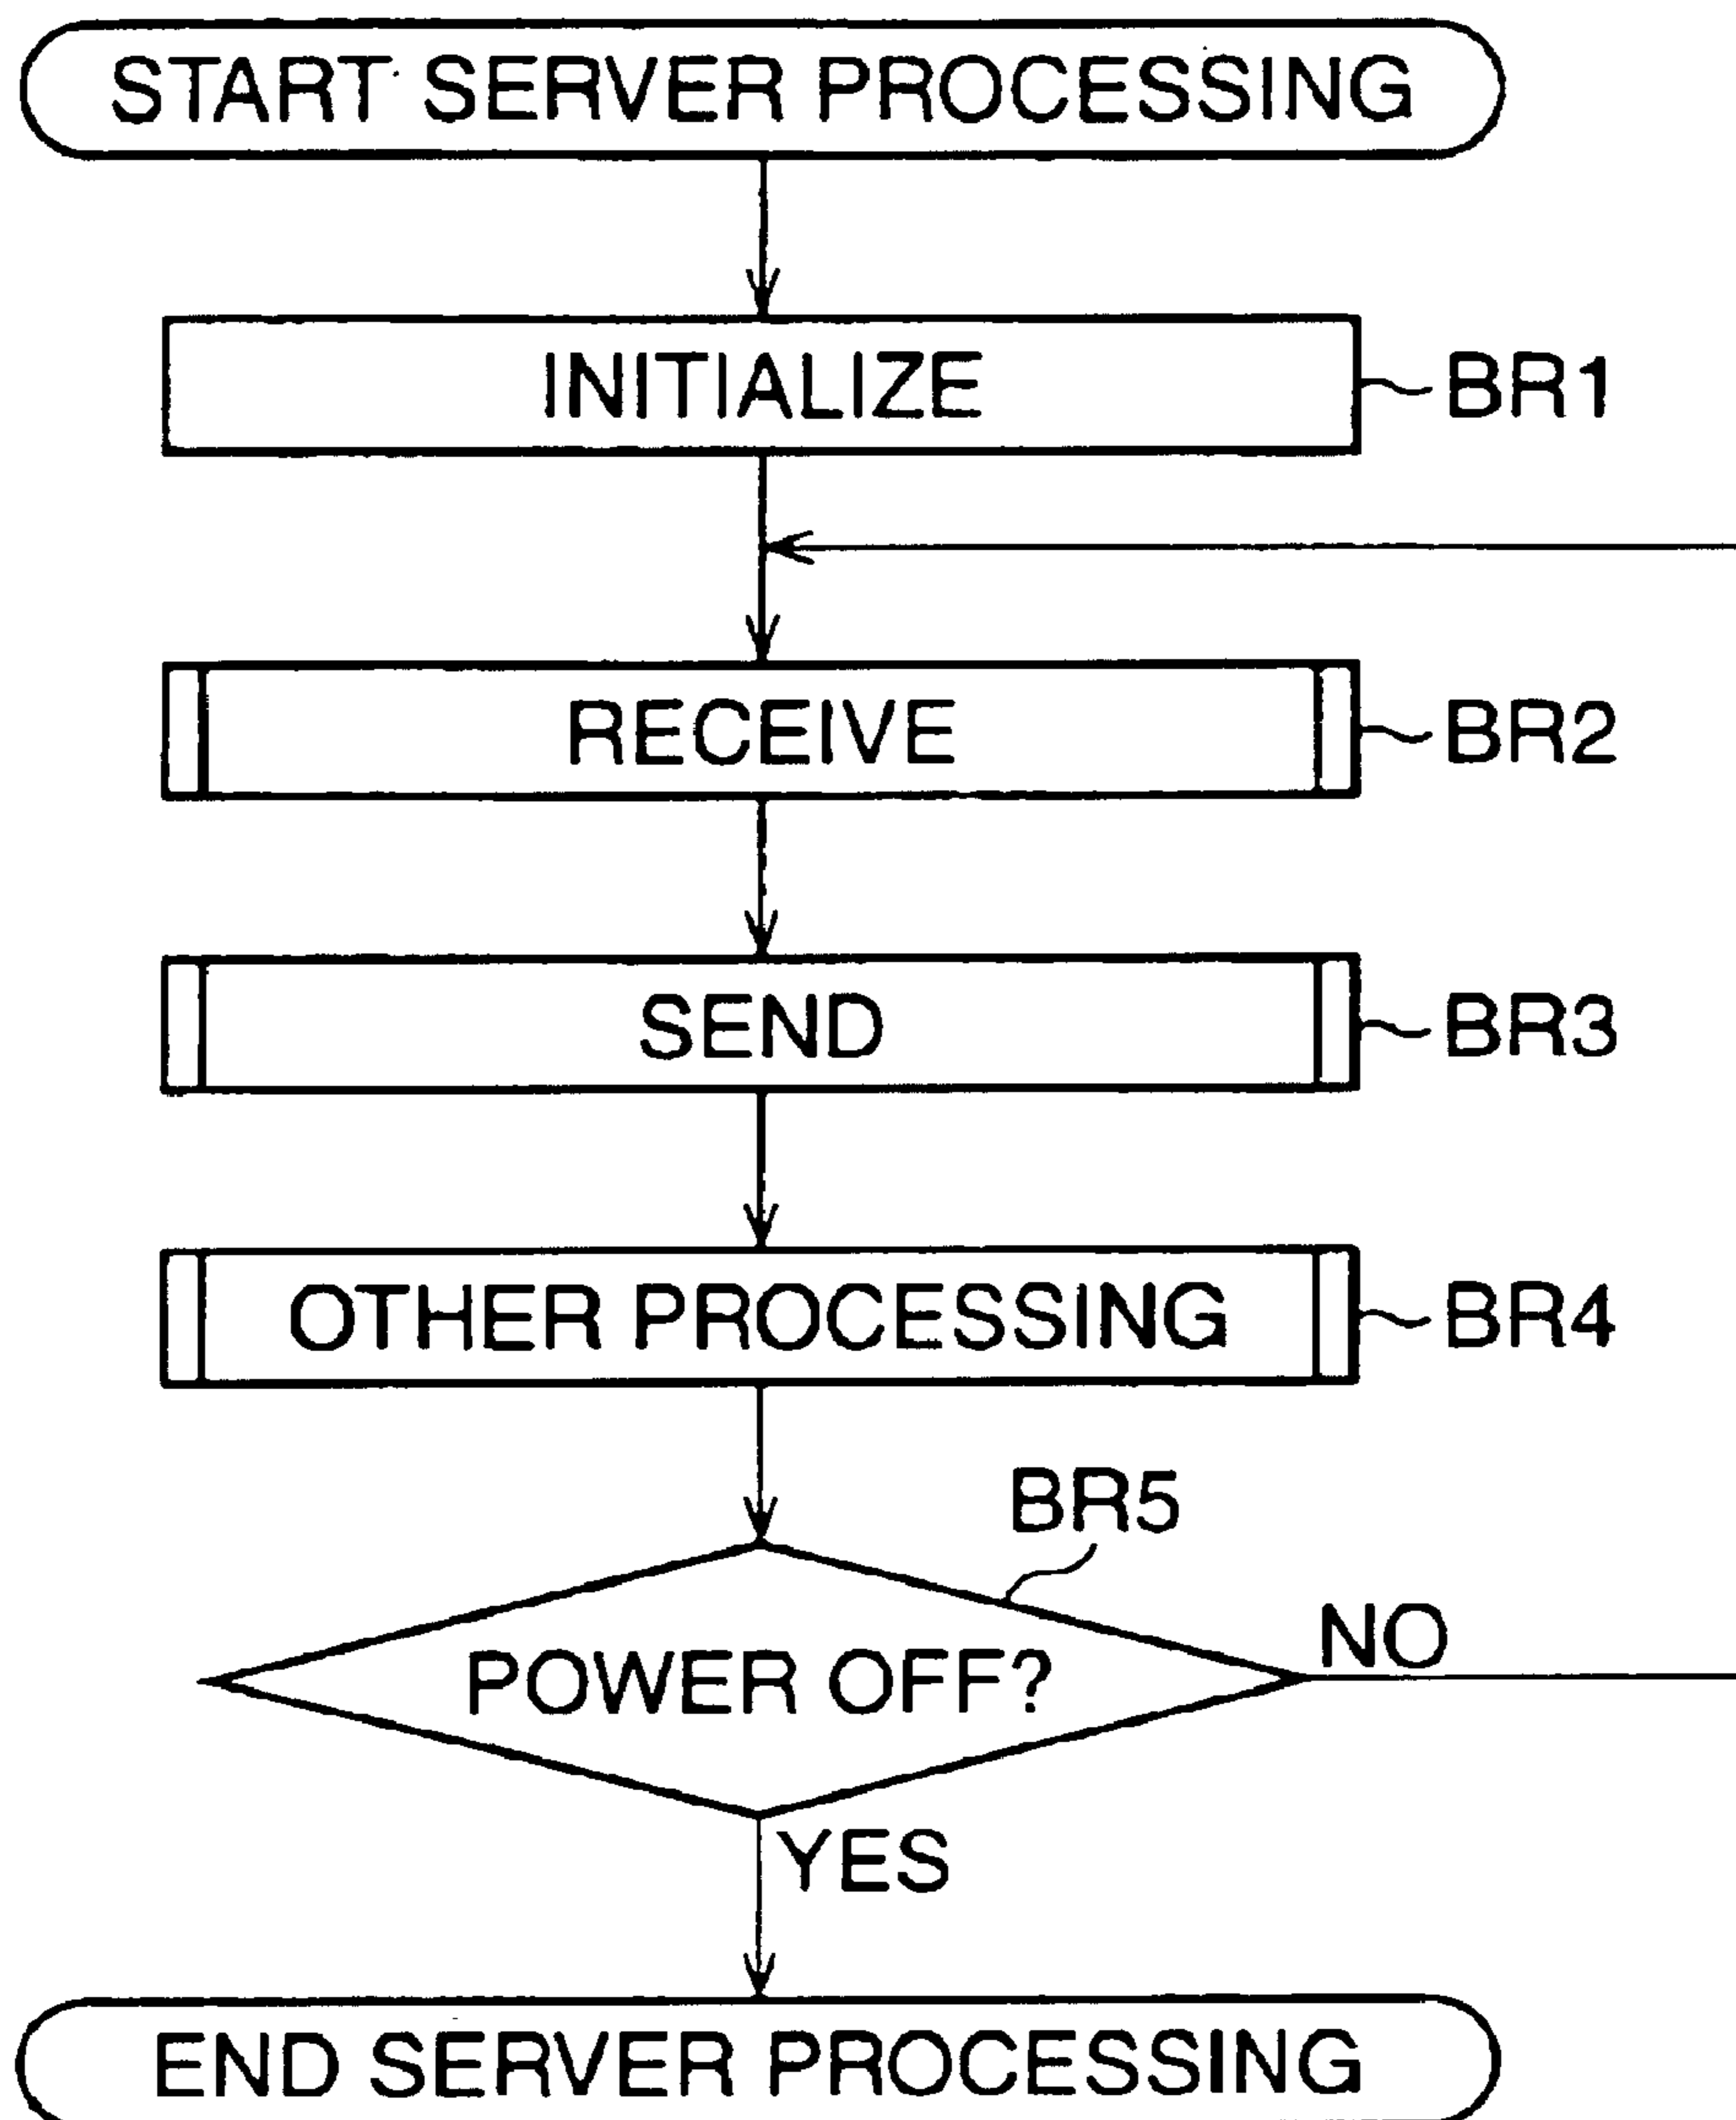 START SERVER PROCESSING
INITIALIZE
BR1
RECEIVE
BR2
SEND
BR3
OTHER PROCESSING
BR4
BR5
POWER OFF?
NO
YES
END SERVER PROCESSING